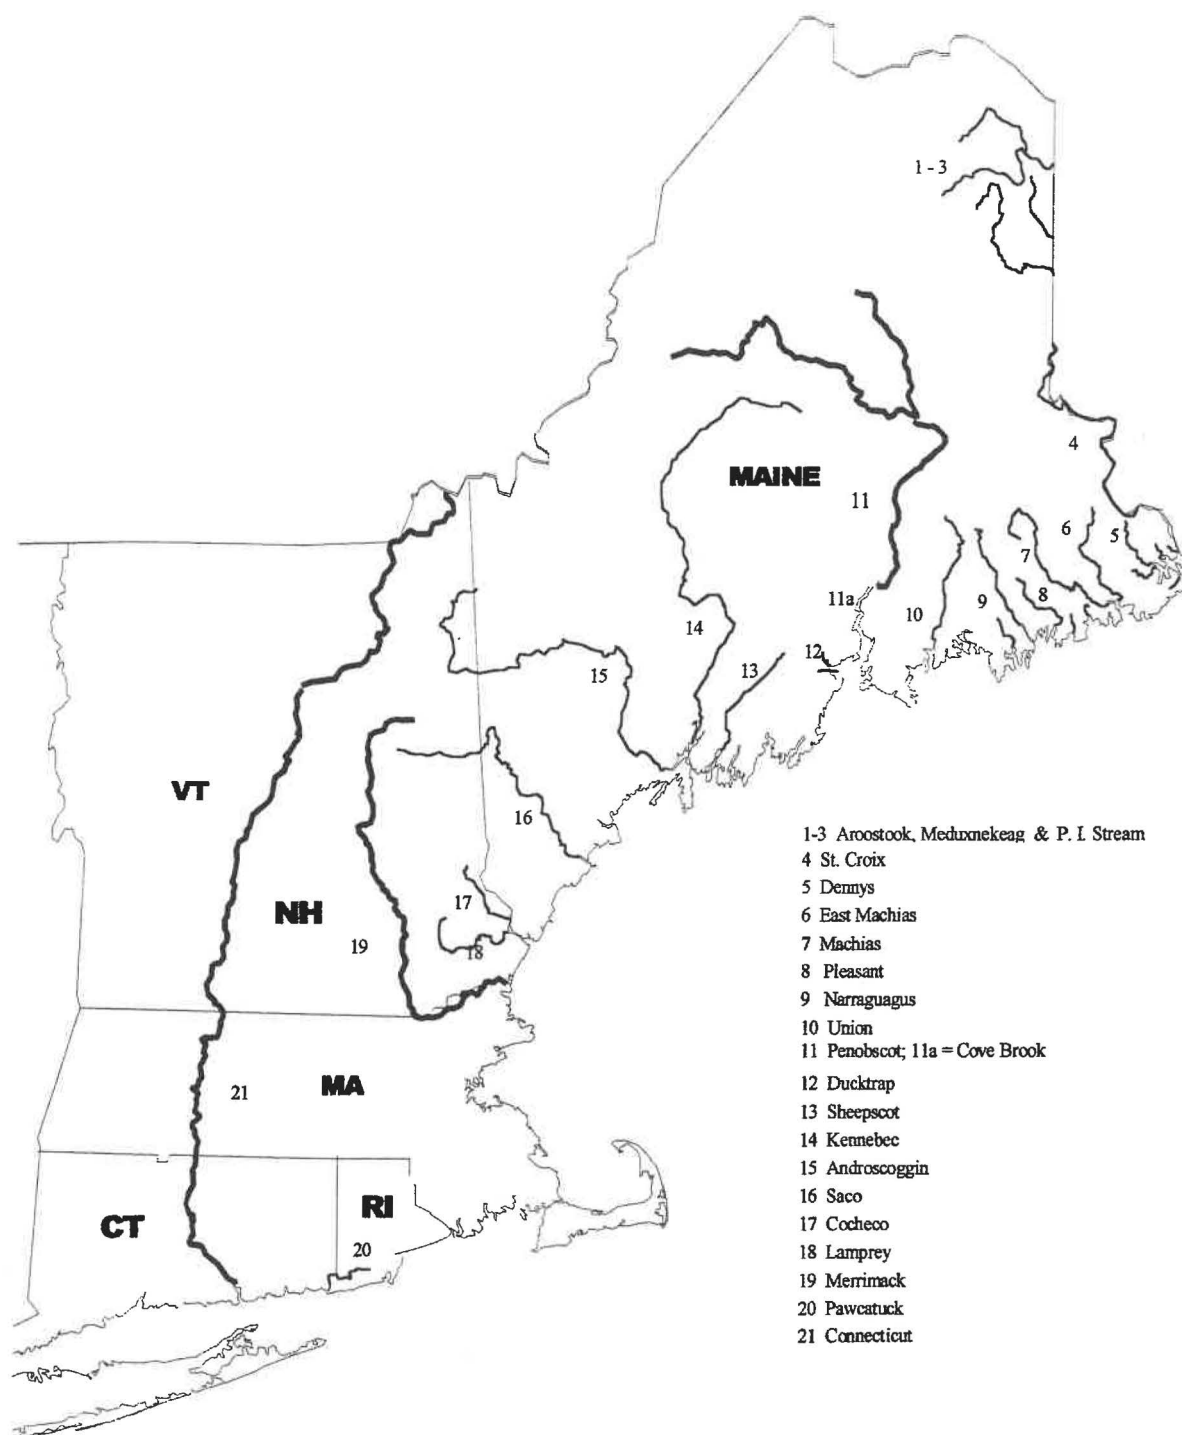 1 - 3
4
MAINE
11
6
5
7
11a
10
9
8
14
12
13
15
VT
16
17
NH
19
18
21
MA
RI
CT
20
1-3 Aroostook, Meduxnekeag & P. I. Stream
4 St. Croix
5 Dennys
6 East Machias
7 Machias
8 Pleasant
9 Narraguagus
10 Union
11 Penobscot; 11a = Cove Brook
12 Ducktrap
13 Sheepscot
14 Kennebec
15 Androscoggin
16 Saco
17 Cocheco
18 Lamprey
19 Merrimack
20 Pawcatuck
21 Connecticut